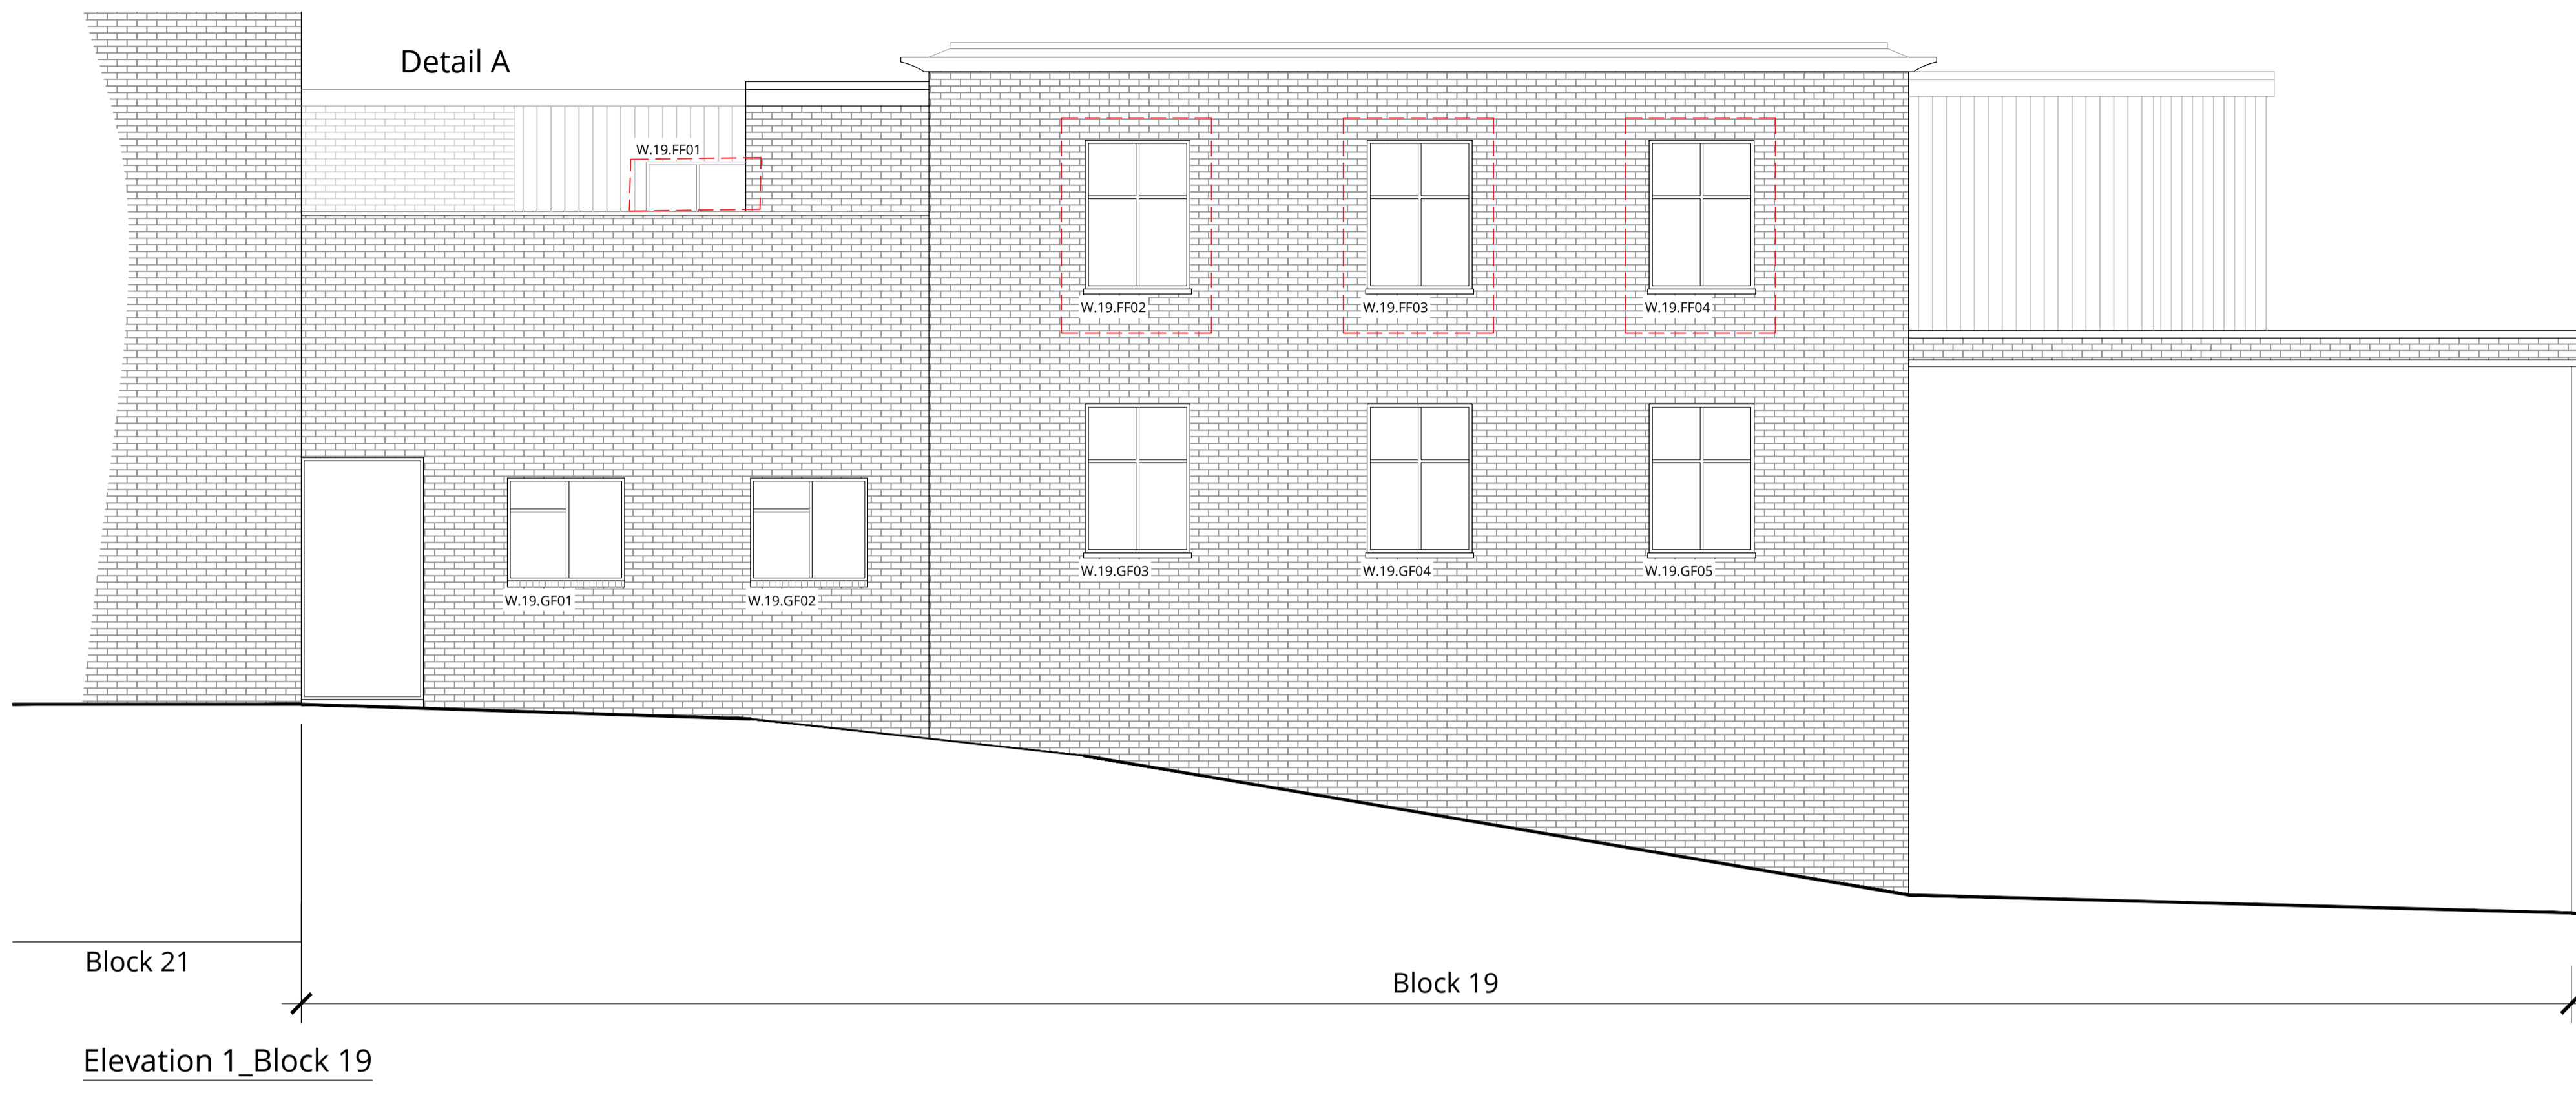 Detail A
W.19.FF01
W.19.FF02
W.19.FF03
W.19.FF04
W.19.GF01
W.19.GF02
W.19.GF03
W.19.GF04
W.19.GF05
Block 21
Block 19
Elevation 1_Block 19